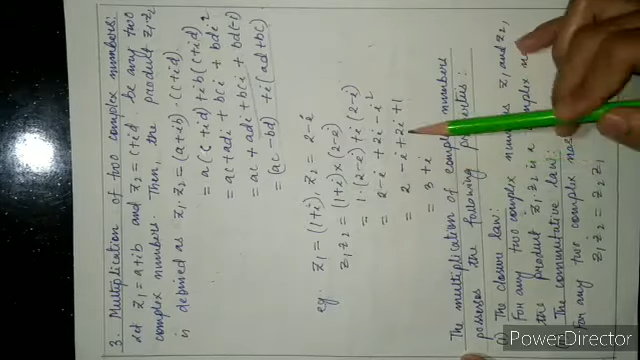 3. Multiplication of two complex numbers:
Let z₁ = a+ib and z₂ = c+id be any two
complex numbers. Then, the product z₁.z₂
is defined as z₁.z₂ = (a+ib).(c+id)
= a(c+id)+ib(c+id)
= ac+adi+bci+bdi²
= ac+adi+bci+bd(-1)
= (ac-bd)+i(ad+bc)
eg. z₁ = (1+i), z₂ = 2-i
z₁z₂ = (1+i)×(2-i)
= 1.(2-i)+i(2-i)
= 2-i+2i-i²
= 2-i+2i+1
= 3+i
The multiplication of complex numbers
possesses the following properties:
The closure law:
For any two complex numbers z₁ and z₂,
the product z₁.z₂ is a complex
The commutative law:
For any two complex
z₁z₂ = z₂z₁
PowerDirector